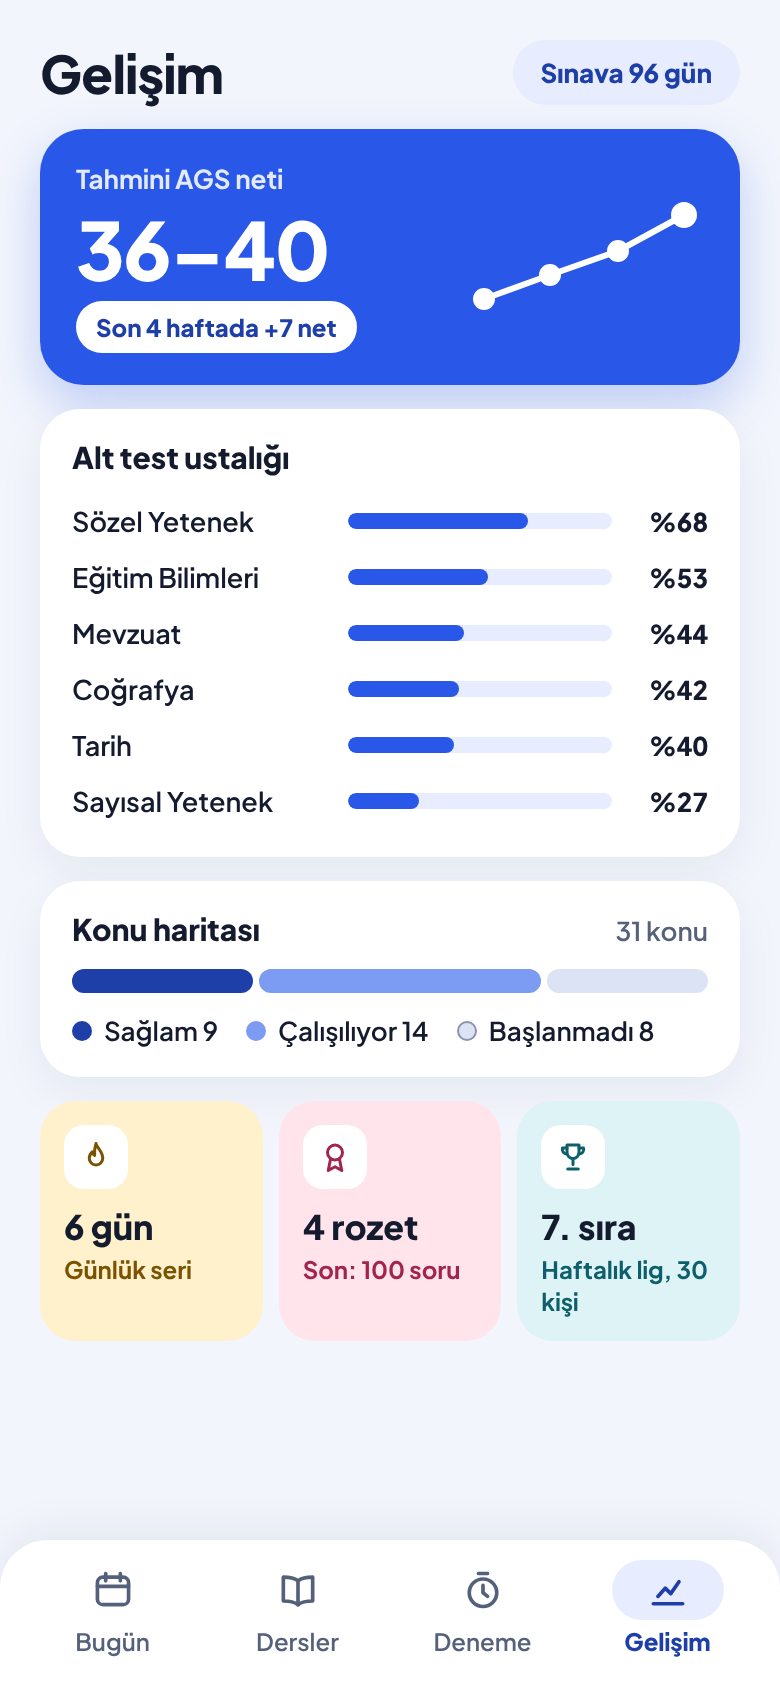 Gelişim
Sınava 96 gün
Tahmini AGS neti
36–40
Son 4 haftada +7 net
Alt test ustalığı
Sözel Yetenek %68
Eğitim Bilimleri %53
Mevzuat %44
Coğrafya %42
Tarih %40
Sayısal Yetenek %27
Konu haritası 31 konu
Sağlam 9 Çalışılıyor 14 Başlanmadı 8
6 gün
Günlük seri
4 rozet
Son: 100 soru
7. sıra
Haftalık lig, 30
kişi
Bugün Dersler Deneme Gelişim